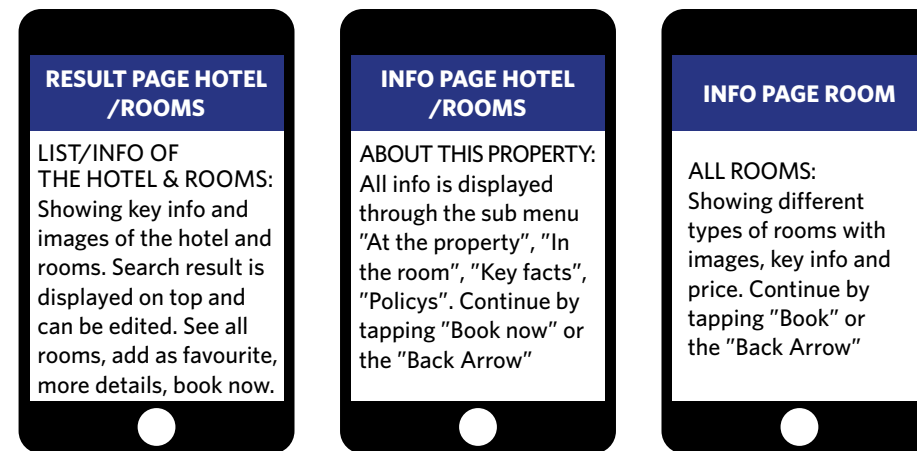 RESULT PAGE HOTEL
/ROOMS
LIST/INFO OF
THE HOTEL & ROOMS:
Showing key info and
images of the hotel and
rooms. Search result is
displayed on top and
can be edited. See all
rooms, add as favourite,
more details, book now.
INFO PAGE HOTEL
/ROOMS
ABOUT THIS PROPERTY:
All info is displayed
through the sub menu
”At the property”, ”In
the room”, ”Key facts”,
”Policys”. Continue by
tapping ”Book now” or
the ”Back Arrow”
INFO PAGE ROOM
ALL ROOMS:
Showing different
types of rooms with
images, key info and
price. Continue by
tapping ”Book” or
the ”Back Arrow”